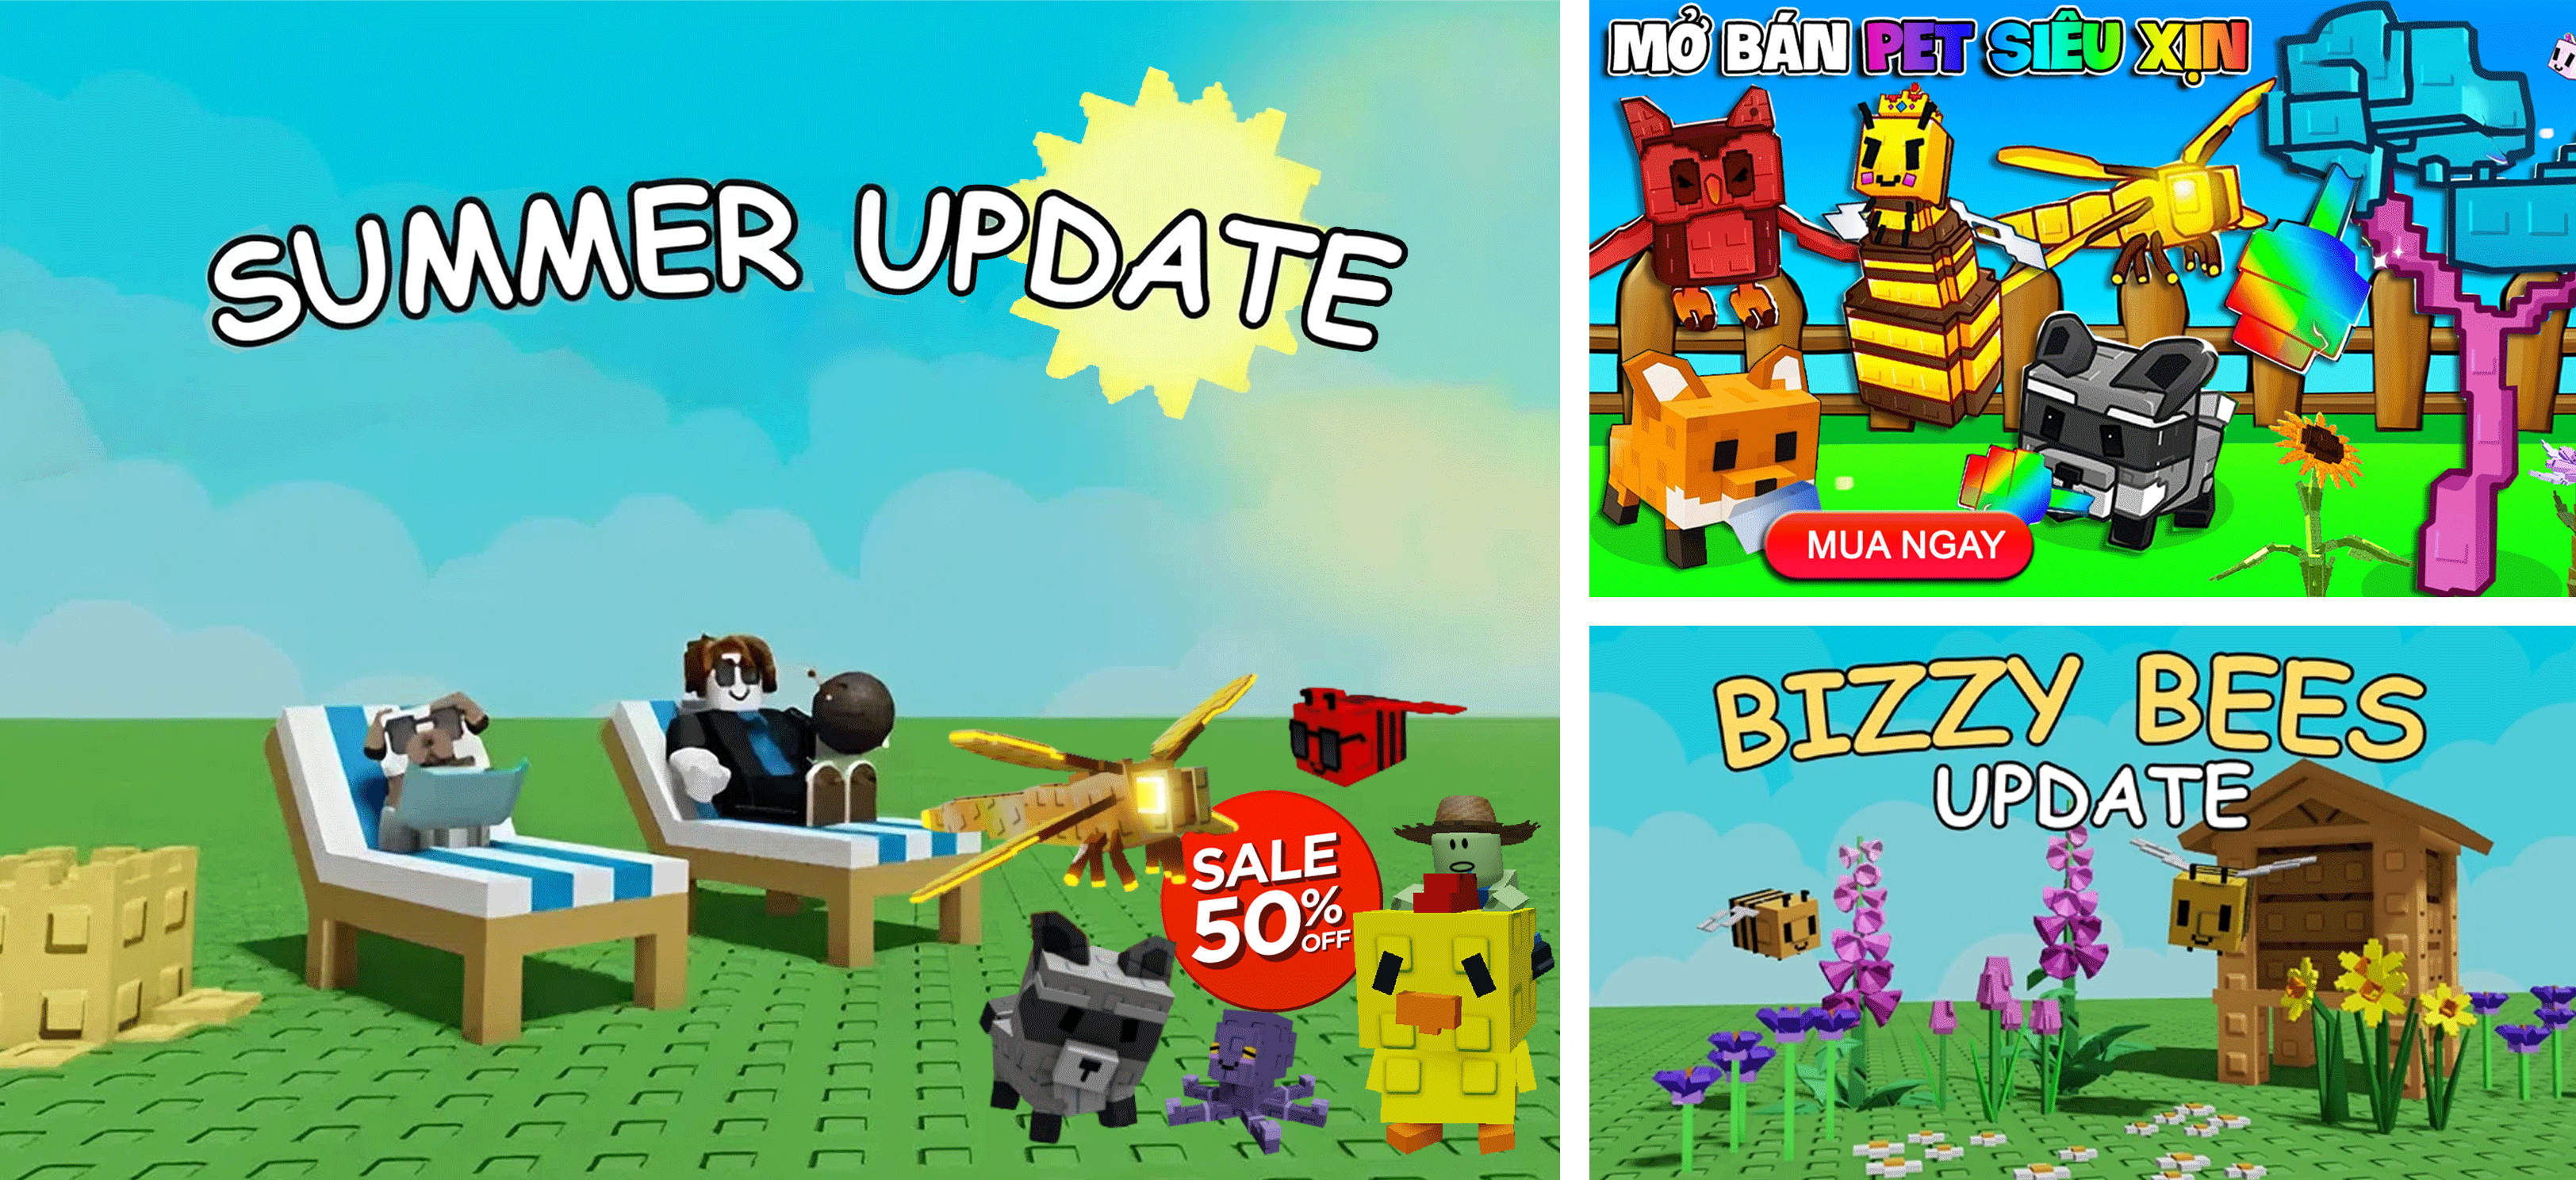 SUMMER UPDATE
SALE
50%
OFF
MỞ BÁN PET SIÊU XỊN
MUA NGAY
BIZZY BEES
UPDATE